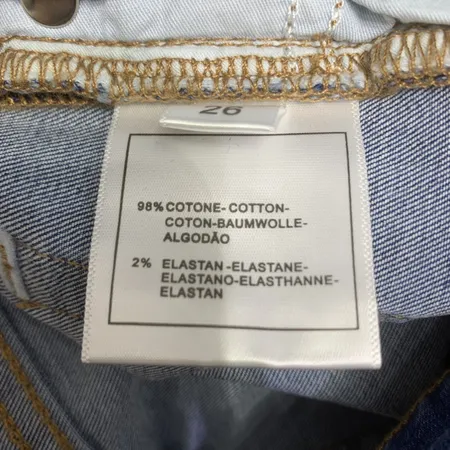 26
98% COTONE-COTTON-
COTON-BAUMWOLLE-
ALGODÃO
2% ELASTAN-ELASTANE-
ELASTANO-ELASTHANNE-
ELASTAN